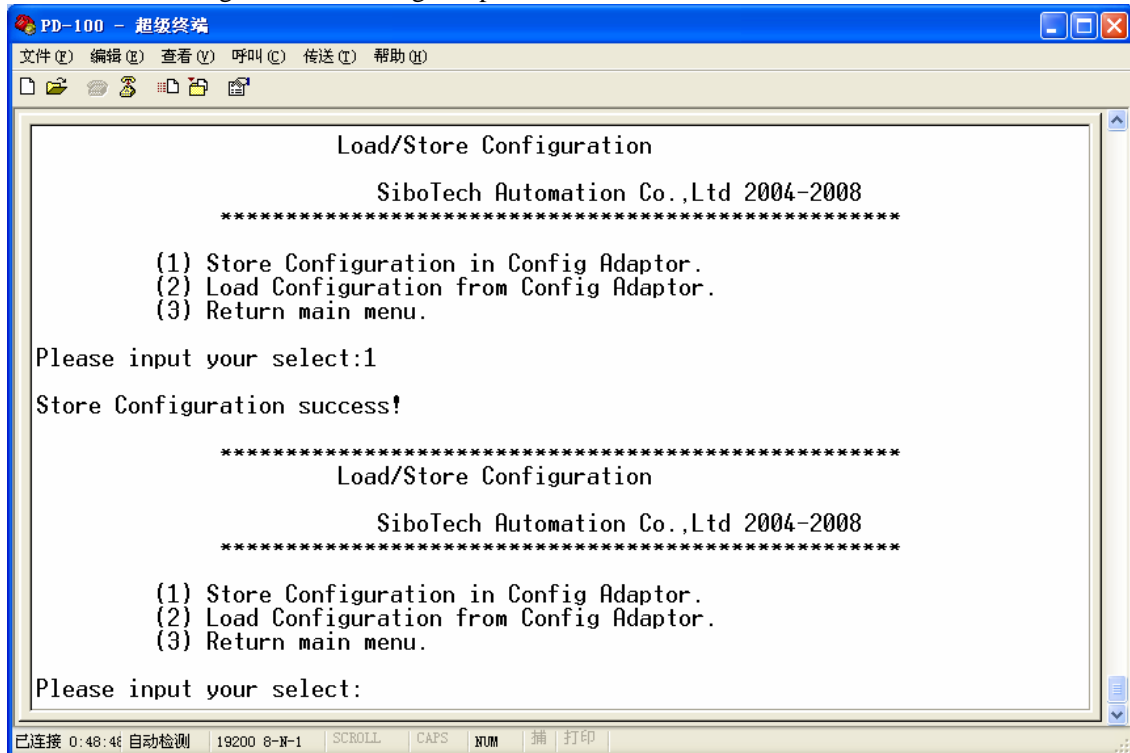 PD-100 - 超级终端
文件(F) 编辑(E) 查看(V) 呼叫(C) 传送(T) 帮助(H)
Load/Store Configuration
SiboTech Automation Co.,Ltd 2004-2008
****************************************************
(1) Store Configuration in Config Adaptor.
(2) Load Configuration from Config Adaptor.
(3) Return main menu.
Please input your select:1
Store Configuration success!
****************************************************
Load/Store Configuration
SiboTech Automation Co.,Ltd 2004-2008
****************************************************
(1) Store Configuration in Config Adaptor.
(2) Load Configuration from Config Adaptor.
(3) Return main menu.
Please input your select:
已连接 0:48:48 自动检测 19200 8-N-1 SCROLL CAPS NUM 捕 打印